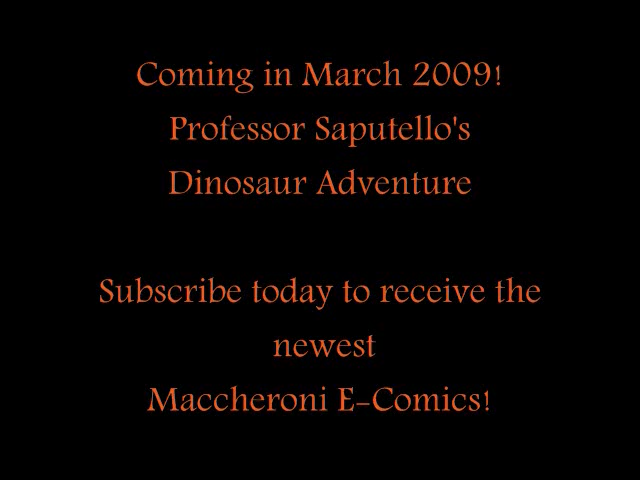 Coming in March 2009!
Professor Saputello's
Dinosaur Adventure
Subscribe today to receive the
newest
Maccheroni E-Comics!